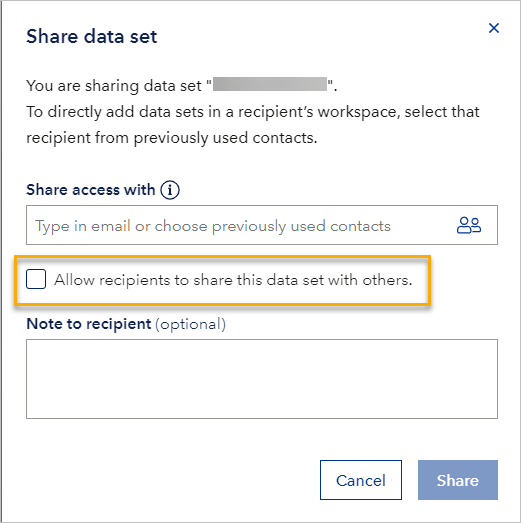 Share data set
You are sharing data set "".
To directly add data sets in a recipient's workspace, select that
recipient from previously used contacts.
Share access with
Type in email or choose previously used contacts
Allow recipients to share this data set with others.
Note to recipient (optional)
Cancel
Share